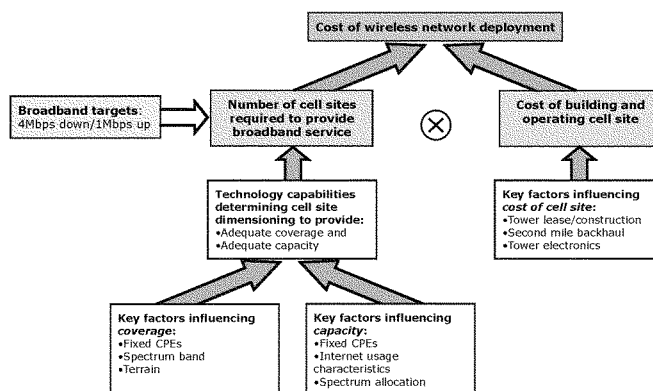 Cost of wireless network deployment
Broadband targets:
4Mbps down/1Mbps up
Number of cell sites
required to provide
broadband service
Cost of building and
operating cell site
Technology capabilities
determining cell site
dimensioning to provide:
•Adequate coverage and
•Adequate capacity
Key factors influencing
cost of cell site:
•Tower lease/construction
•Second mile backhaul
•Tower electronics
Key factors influencing
coverage:
•Fixed CPEs
•Spectrum band
•Terrain
Key factors influencing
capacity:
•Fixed CPEs
•Internet usage
characteristics
•Spectrum allocation